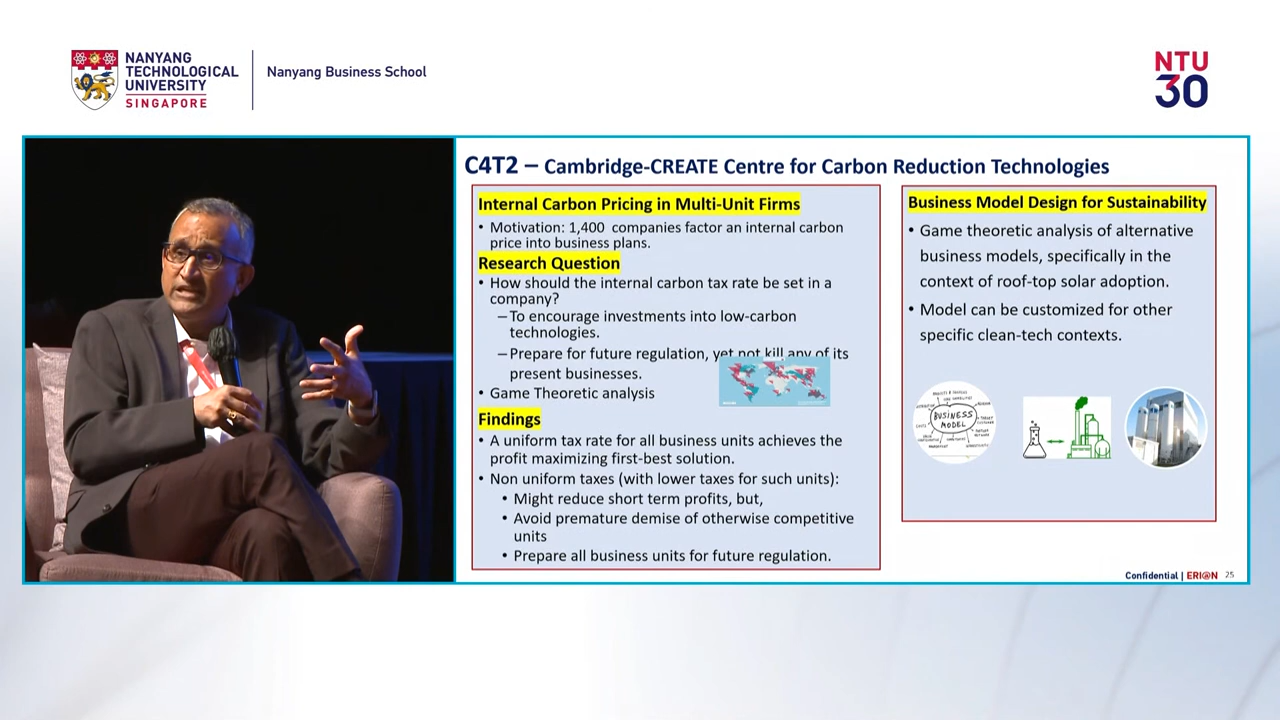 NANYANG
TECHNOLOGICAL
UNIVERSITY
SINGAPORE
Nanyang Business School
NTU
30
C4T2 – Cambridge-CREATE Centre for Carbon Reduction Technologies
Internal Carbon Pricing in Multi-Unit Firms
• Motivation: 1,400 companies factor an internal carbon
price into business plans.
Research Question
• How should the internal carbon tax rate be set in a
company?
–To encourage investments into low-carbon
technologies.
–Prepare for future regulation, yet not kill any of its
present businesses.
• Game Theoretic analysis
Findings
• A uniform tax rate for all business units achieves the
profit maximizing first-best solution.
• Non uniform taxes (with lower taxes for such units):
• Might reduce short term profits, but,
• Avoid premature demise of otherwise competitive
units
• Prepare all business units for future regulation.
Business Model Design for Sustainability
• Game theoretic analysis of alternative
business models, specifically in the
context of roof-top solar adoption.
• Model can be customized for other
specific clean-tech contexts.
BUSINESS
MODEL
Confidential | ERI@N 25